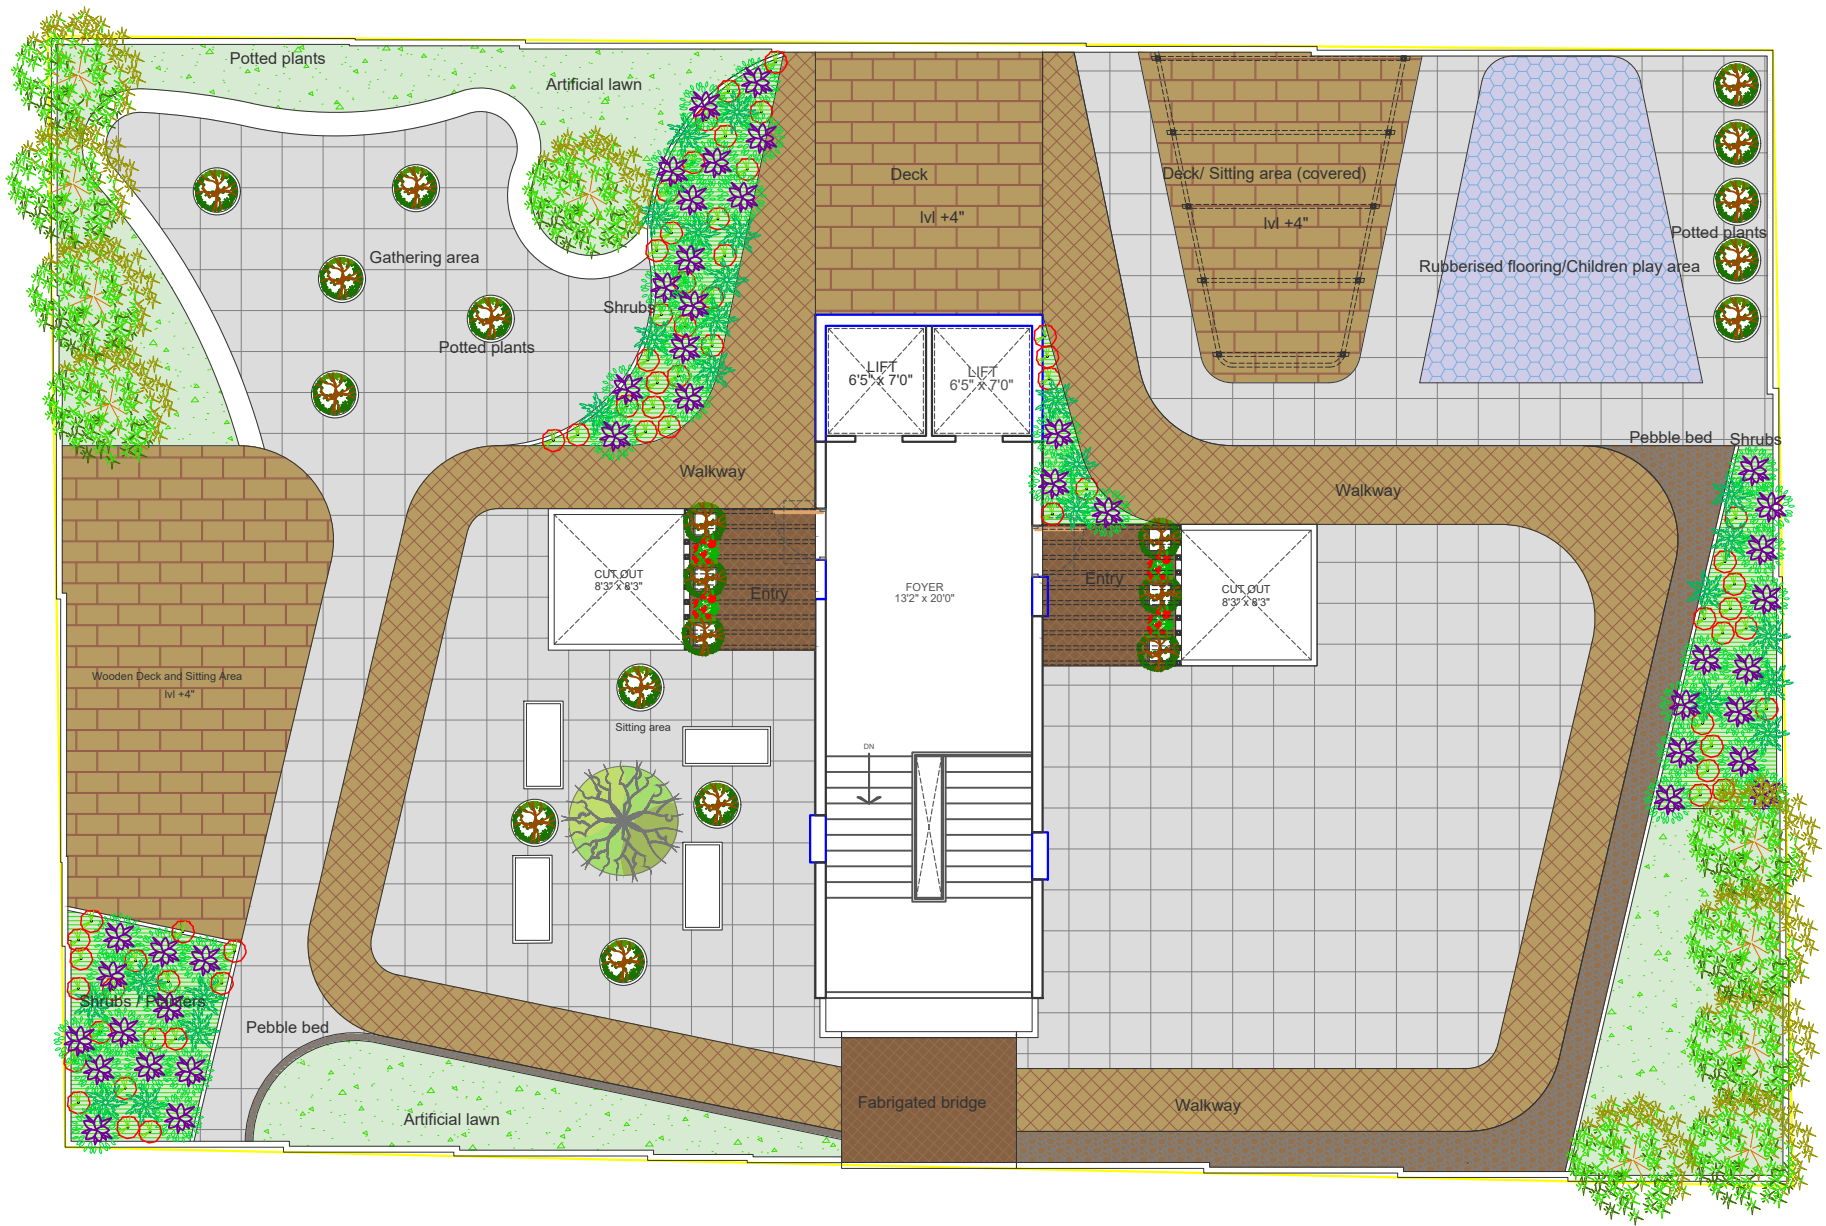 Potted plants
Artificial lawn
Deck
lvl +4"
Deck/ Sitting area (covered)
lvl +4"
Rubberised flooring/Children play area
Potted plants
Gathering area
Shrubs
Potted plants
LIFT
6'5" x 7'0"
LIFT
6'5" x 7'0"
Pebble bed
Shrubs
Walkway
Walkway
CUT OUT
8'3" x 8'3"
Entry
FOYER
13'2" x 20'0"
Entry
CUT OUT
8'3" x 8'3"
Wooden Deck and Sitting Area
lvl +4"
Sitting area
DN
Shrubs / Planters
Pebble bed
Artificial lawn
Fabrigated bridge
Walkway